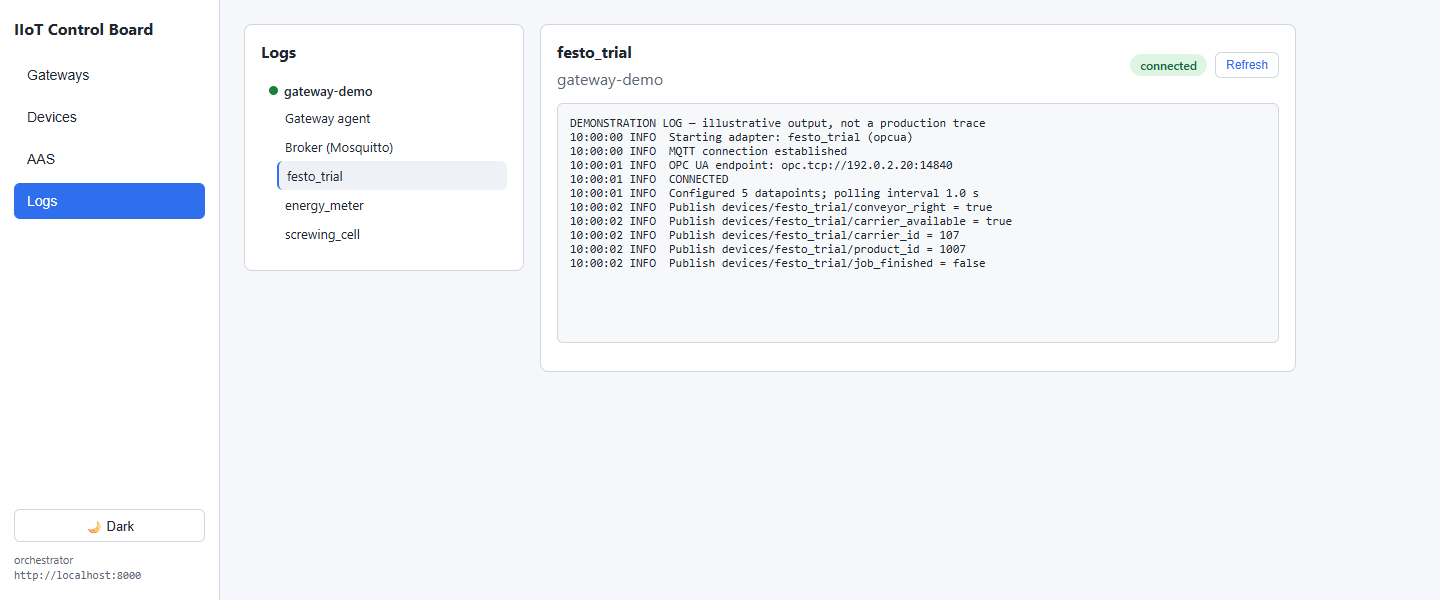 IIoT Control Board
Gateways
Devices
AAS
Logs
🌙 Dark
orchestrator
http://localhost:8000
Logs
gateway-demo
Gateway agent
Broker (Mosquitto)
festo_trial
energy_meter
screwing_cell
festo_trial
gateway-demo
connected
Refresh
DEMONSTRATION LOG — illustrative output, not a production trace
10:00:00 INFO  Starting adapter: festo_trial (opcua)
10:00:00 INFO  MQTT connection established
10:00:01 INFO  OPC UA endpoint: opc.tcp://192.0.2.20:14840
10:00:01 INFO  CONNECTED
10:00:01 INFO  Configured 5 datapoints; polling interval 1.0 s
10:00:02 INFO  Publish devices/festo_trial/conveyor_right = true
10:00:02 INFO  Publish devices/festo_trial/carrier_available = true
10:00:02 INFO  Publish devices/festo_trial/carrier_id = 107
10:00:02 INFO  Publish devices/festo_trial/product_id = 1007
10:00:02 INFO  Publish devices/festo_trial/job_finished = false